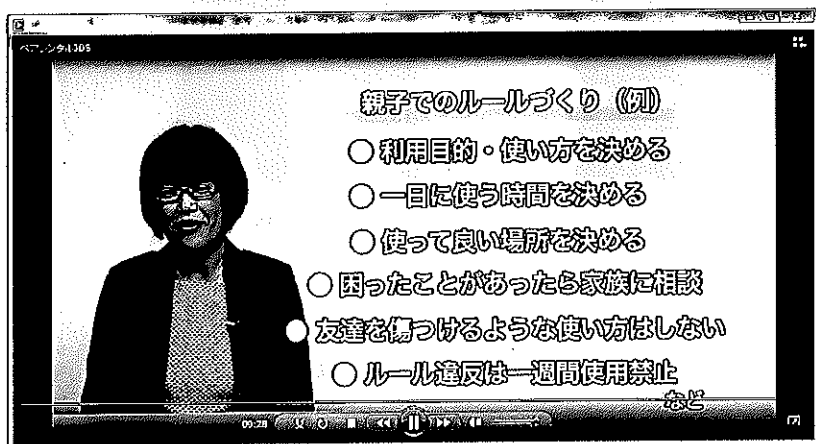 ペアレンタル305
親子でのルールづくり（例）
○利用目的・使い方を決める
○一日に使う時間を決める
○使って良い場所を決める
○困ったことがあったら家族に相談
○友達を傷つけるような使い方はしない
○ルール違反は一週間使用禁止
など
09:28